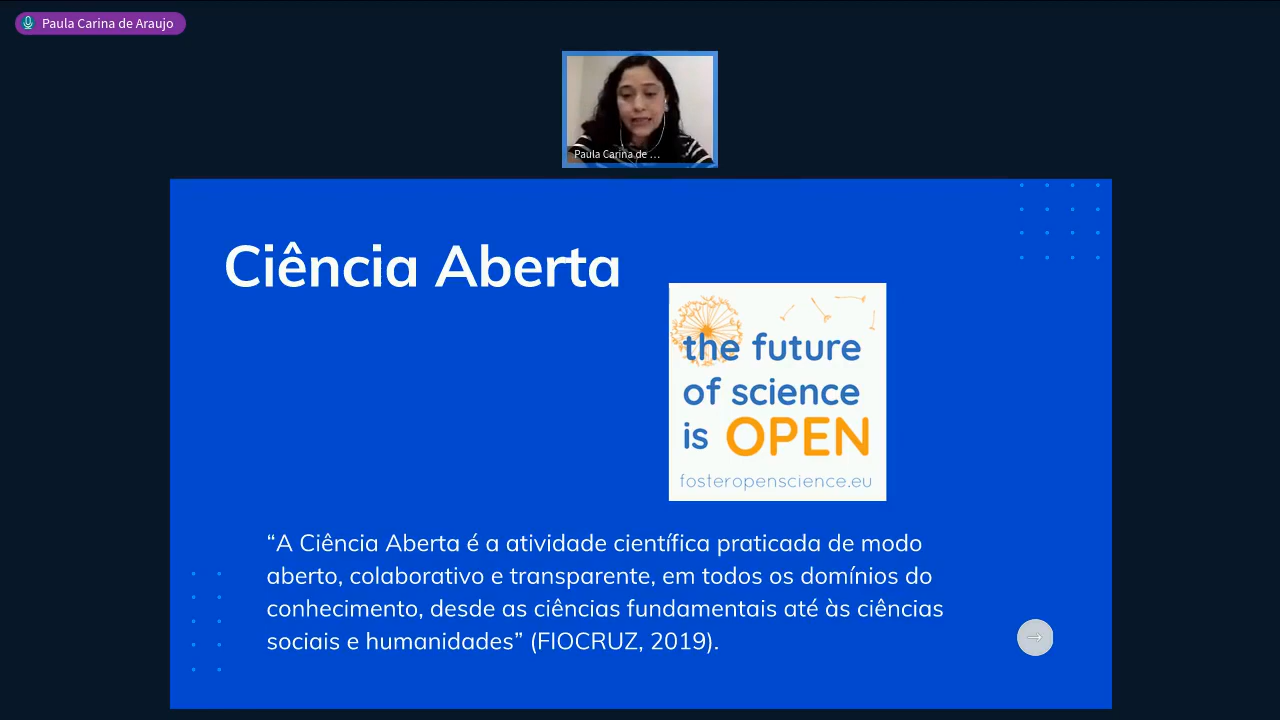 Paula Carina de Araujo
Paula Carina de ...
Ciência Aberta
the future
of science
is OPEN
fosteropenscience.eu
“A Ciência Aberta é a atividade científica praticada de modo
aberto, colaborativo e transparente, em todos os domínios do
conhecimento, desde as ciências fundamentais até às ciências
sociais e humanidades” (FIOCRUZ, 2019).